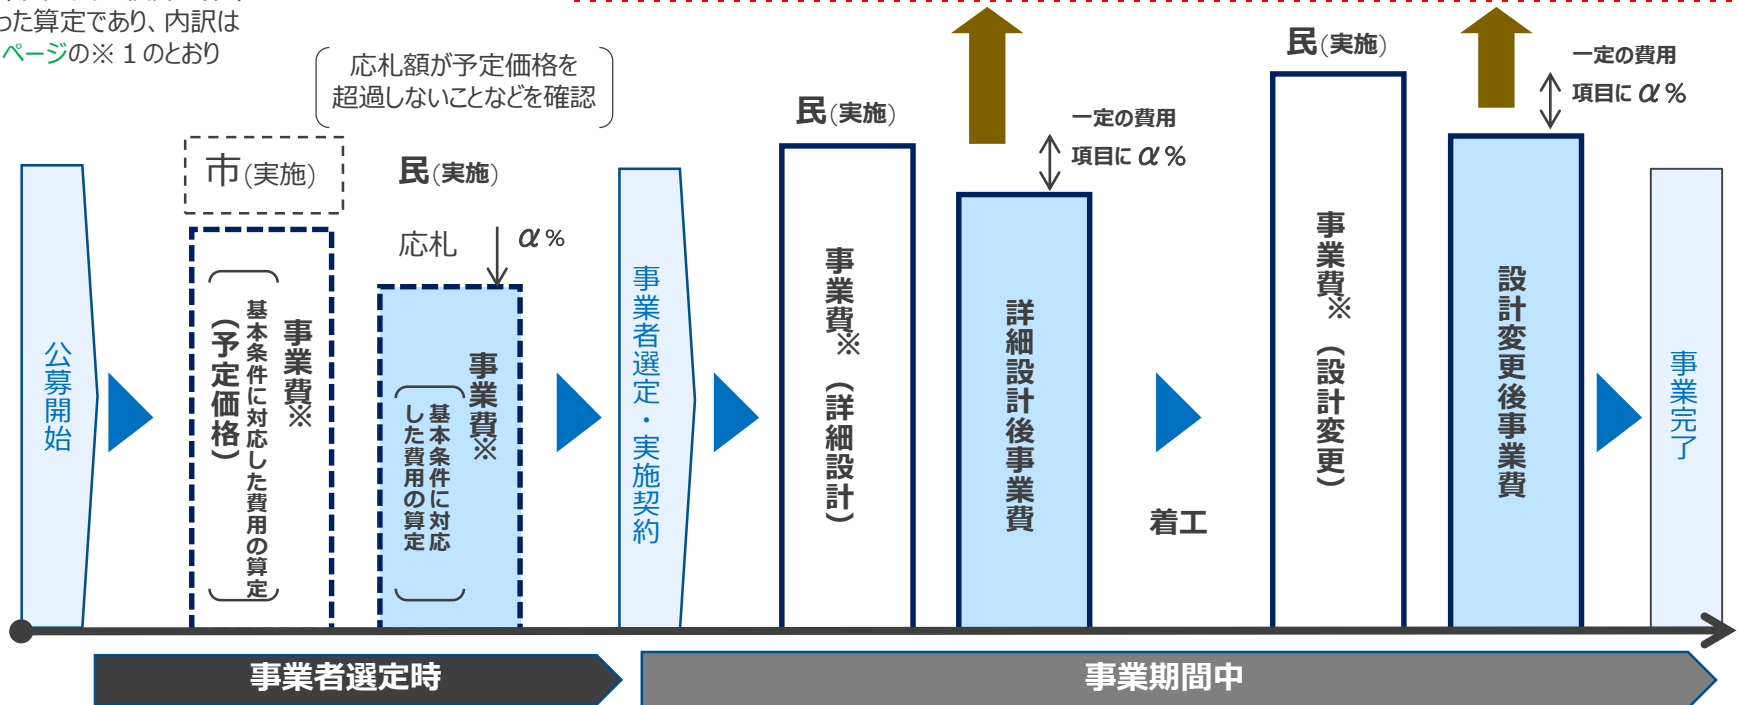 った算定であり、内訳は
ページの※１のとおり
応札額が予定価格を
超過しないことなどを確認
公募開始
市(実施)
事業費※
基本条件に対応した費用の算定
(予定価格)
民(実施)
応札
α%
事業費※
基本条件に対応
した費用の算定
事業者選定・実施契約
民(実施)
事業費※(詳細設計)
一定の費用
項目にα%
詳細設計後事業費
着工
民(実施)
事業費※(設計変更)
一定の費用
項目にα%
設計変更後事業費
事業完了
事業者選定時
事業期間中